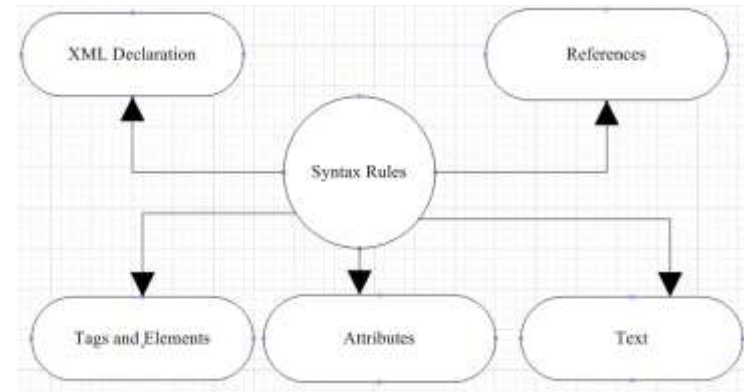 XML Declaration
References
Syntax Rules
Tags and Elements
Attributes
Text